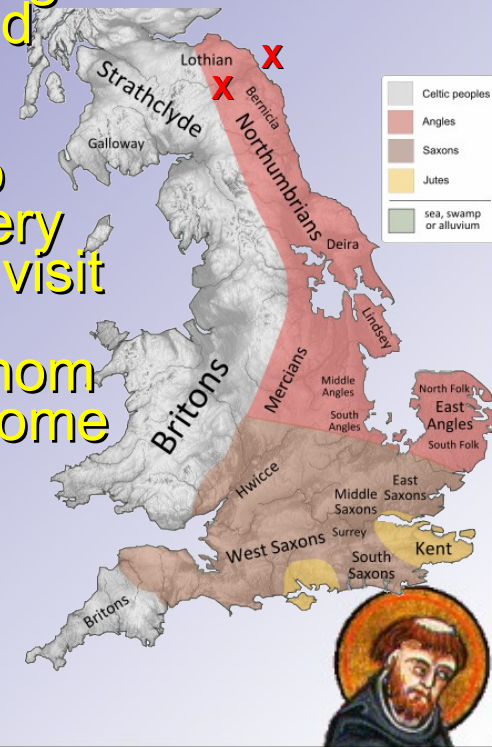 d
ery
visit
nom
ome
Lothian
X
X
Strathclyde
Bernicia
Galloway
Northumbrians
Deira
Lindsey
Britons
Mercians
Middle
Angles
South
Angles
North Folk
East
Angles
South Folk
Hwicce
East
Saxons
Middle
Saxons
West Saxons
Surrey
South
Saxons
Kent
Britons
Celtic peoples
Angles
Saxons
Jutes
sea, swamp
or alluvium